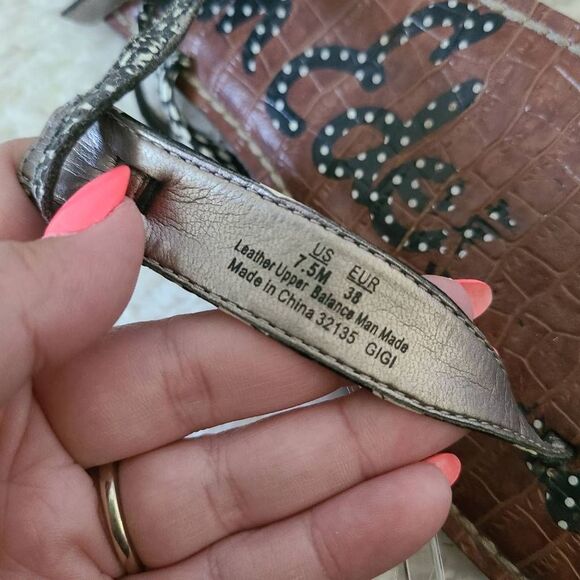 US EUR
7.5M 38
Leather Upper Balance Man Made
Made in China 32135 GIGI